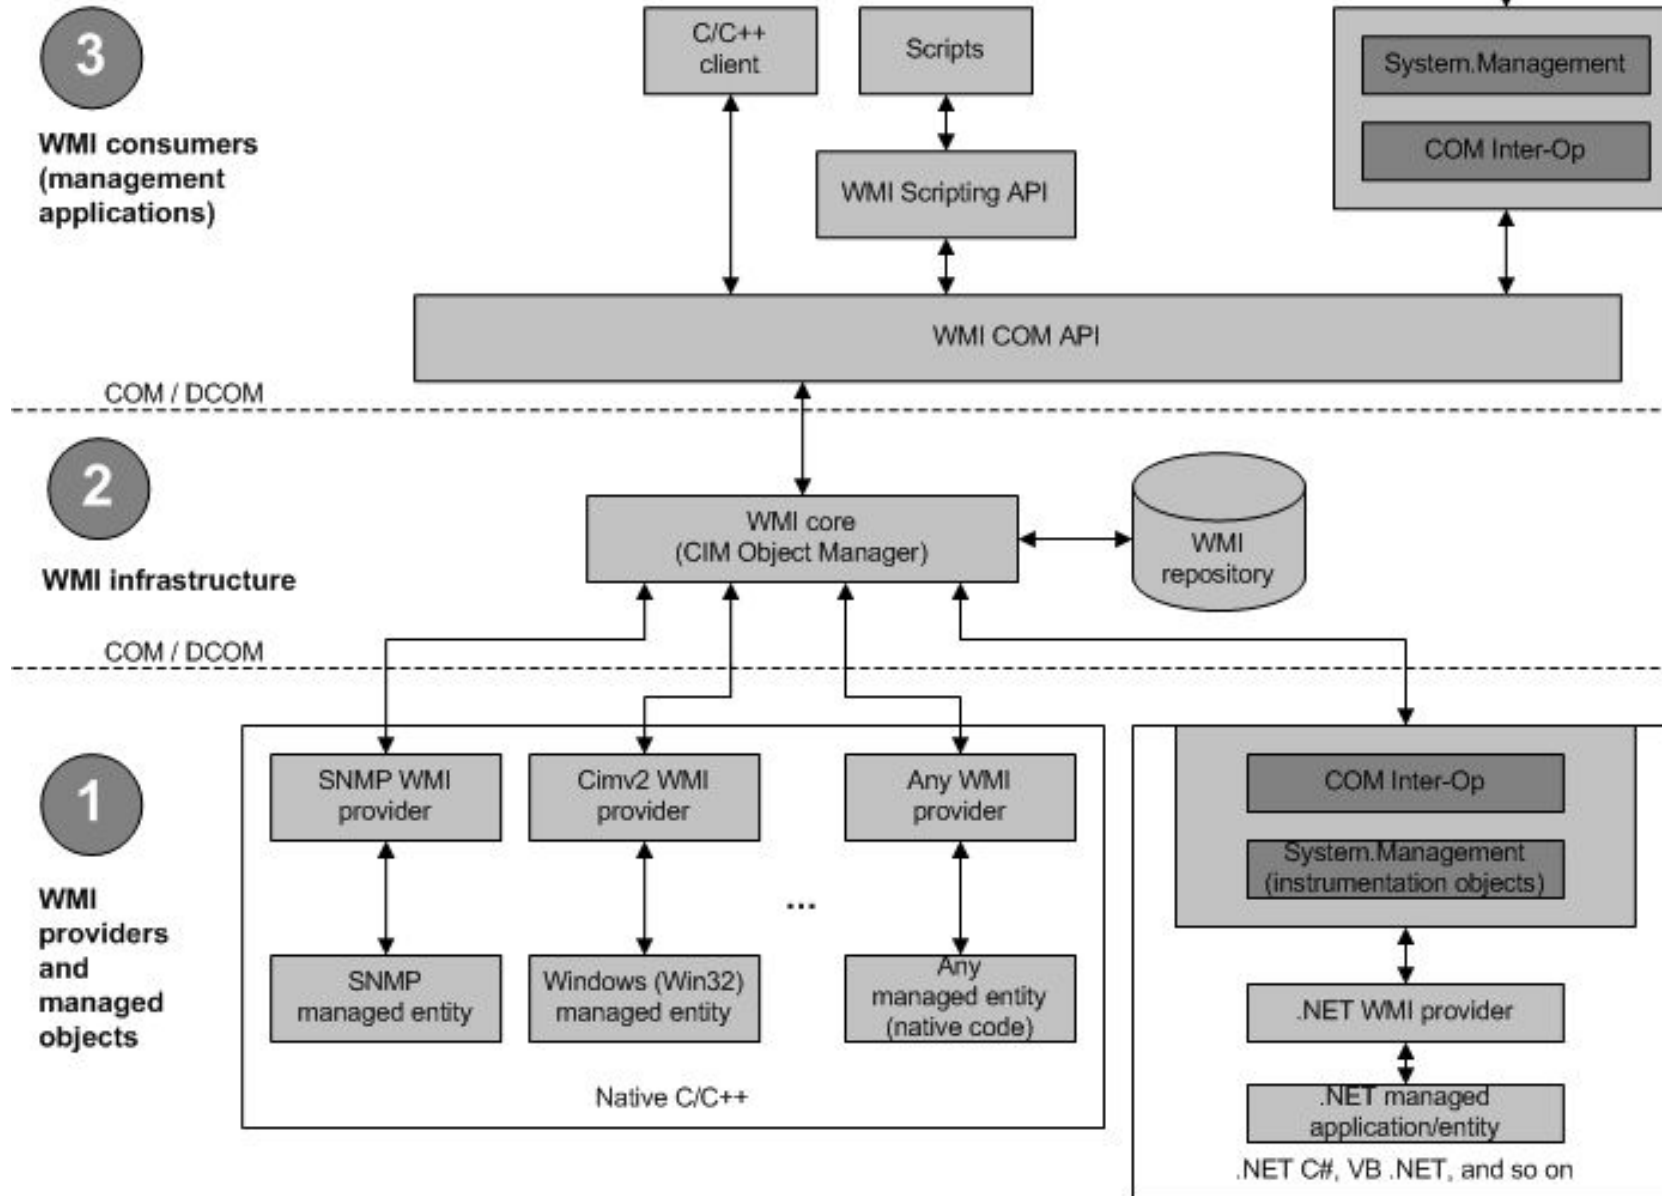 3
WMI consumers
(management
applications)
C/C++
client
Scripts
System.Management
COM Inter-Op
WMI Scripting API
WMI COM API
COM / DCOM
2
WMI infrastructure
WMI core
(CIM Object Manager)
WMI
repository
COM / DCOM
1
WMI
providers
and
managed
objects
SNMP WMI
provider
Cimv2 WMI
provider
Any WMI
provider
SNMP
managed entity
Windows (Win32)
managed entity
...
Any
managed entity
(native code)
Native C/C++
COM Inter-Op
System.Management
(instrumentation objects)
.NET WMI provider
.NET managed
application/entity
.NET C#, VB .NET, and so on